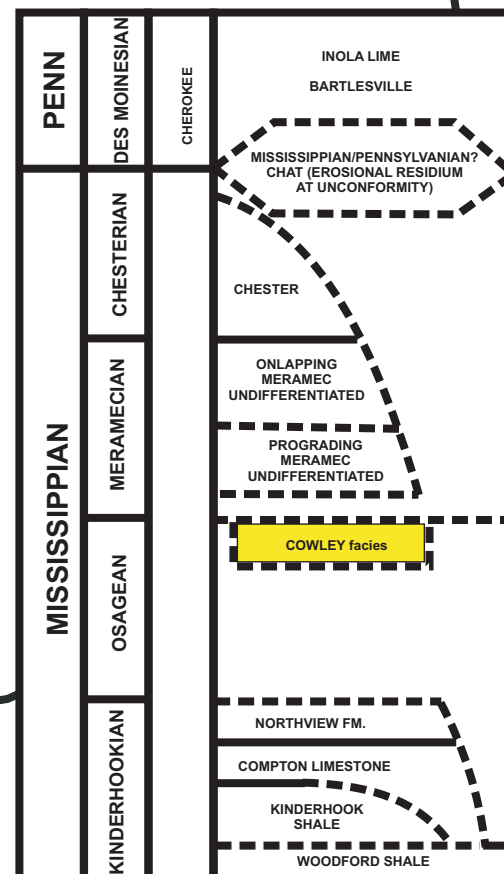 PENN
DES MOINESIAN
CHEROKEE
INOLA LIME
BARTLESVILLE
MISSISSIPPIAN/PENNSYLVANIAN?
CHAT (EROSIONAL RESIDIUM
AT UNCONFORMITY)
MISSISSIPPIAN
CHESTERIAN
CHESTER
MERAMECIAN
ONLAPPING
MERAMEC
UNDIFFERENTIATED
PROGRADING
MERAMEC
UNDIFFERENTIATED
OSAGEAN
COWLEY facies
KINDERHOOKIAN
NORTHVIEW FM.
COMPTON LIMESTONE
KINDERHOOK
SHALE
WOODFORD SHALE